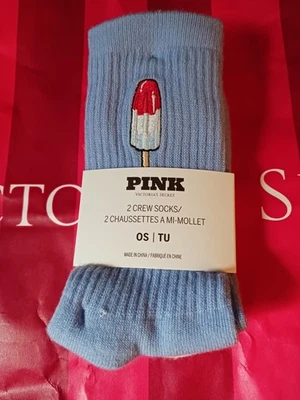 PINK
VICTORIA'S SECRET
2 CREW SOCKS/
2 CHAUSSETTES A MI-MOLLET
OS | TU
MADE IN CHINA / FABRIQUÉ EN CHINE